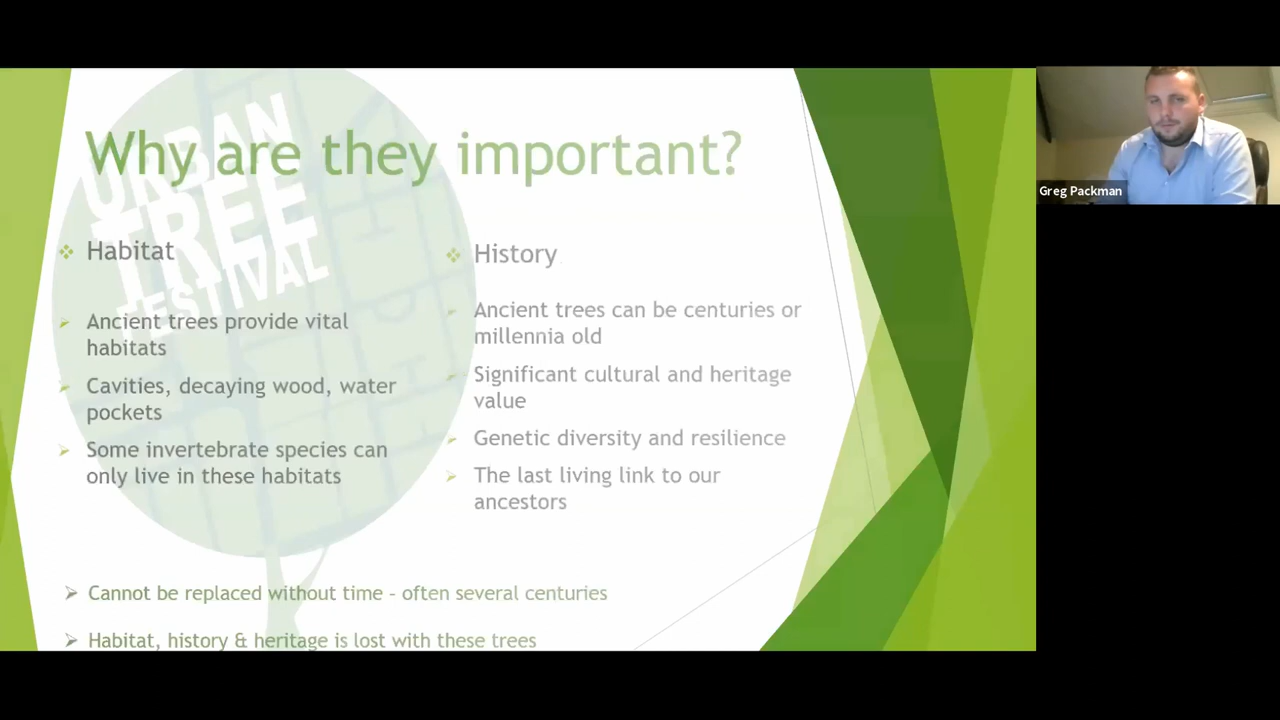 Why are they important?
URBAN
TREE
FESTIVAL
Habitat
Ancient trees provide vital
habitats
Cavities, decaying wood, water
pockets
Some invertebrate species can
only live in these habitats
History
Ancient trees can be centuries or
millennia old
Significant cultural and heritage
value
Genetic diversity and resilience
The last living link to our
ancestors
Cannot be replaced without time - often several centuries
Habitat, history & heritage is lost with these trees
Greg Packman